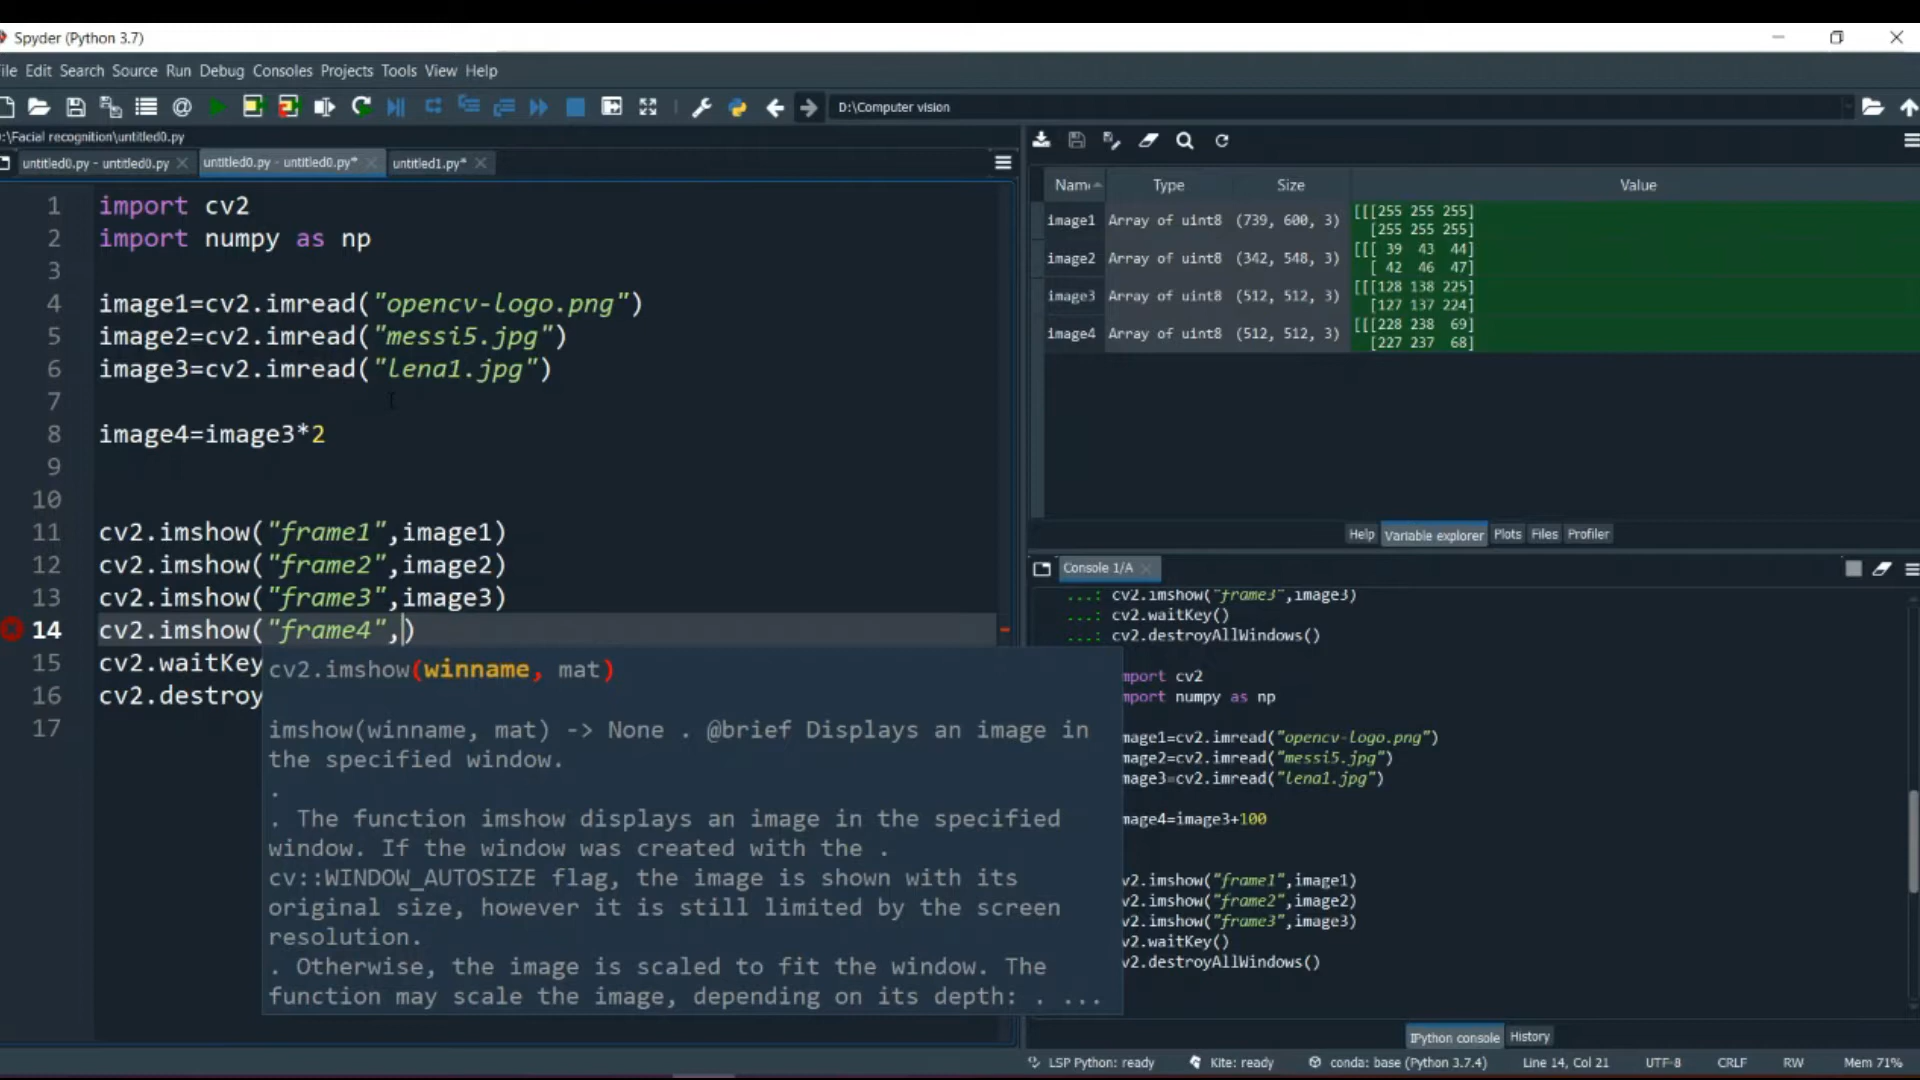 Spyder (Python 3.7)
ile Edit Search Source Run Debug Consoles Projects Tools View Help
D:\Computer vision
:\Facial recognition\untitled0.py
untitled0.py - untitled0.py
untitled0.py - untitled0.py*
untitled1.py*
1 import cv2
2 import numpy as np
3
4 image1=cv2.imread("opencv-logo.png")
5 image2=cv2.imread("messi5.jpg")
6 image3=cv2.imread("lena1.jpg")
7
8 image4=image3*2
9
10
11 cv2.imshow("frame1",image1)
12 cv2.imshow("frame2",image2)
13 cv2.imshow("frame3",image3)
14 cv2.imshow("frame4",)
15 cv2.waitKey
16 cv2.destroy
17
cv2.imshow(winname, mat)
imshow(winname, mat) -> None . @brief Displays an image in
the specified window.
.
. The function imshow displays an image in the specified
window. If the window was created with the .
cv::WINDOW_AUTOSIZE flag, the image is shown with its
original size, however it is still limited by the screen
resolution.
. Otherwise, the image is scaled to fit the window. The
function may scale the image, depending on its depth: . ...
Name Type Size Value
image1 Array of uint8 (739, 600, 3) [[[255 255 255]
[255 255 255]
image2 Array of uint8 (342, 548, 3) [[[ 39 43 44]
[ 42 46 47]
image3 Array of uint8 (512, 512, 3) [[[128 138 225]
[127 137 224]
image4 Array of uint8 (512, 512, 3) [[[228 238 69]
[227 237 68]
Help Variable explorer Plots Files Profiler
Console 1/A
...: cv2.imshow("frame3",image3)
...: cv2.waitKey()
...: cv2.destroyAllWindows()
mport cv2
mport numpy as np
mage1=cv2.imread("opencv-logo.png")
mage2=cv2.imread("messi5.jpg")
mage3=cv2.imread("lena1.jpg")
mage4=image3+100
v2.imshow("frame1",image1)
v2.imshow("frame2",image2)
v2.imshow("frame3",image3)
v2.waitKey()
v2.destroyAllWindows()
IPython console History
LSP Python: ready Kite: ready conda: base (Python 3.7.4) Line 14, Col 21 UTF-8 CRLF RW Mem 71%